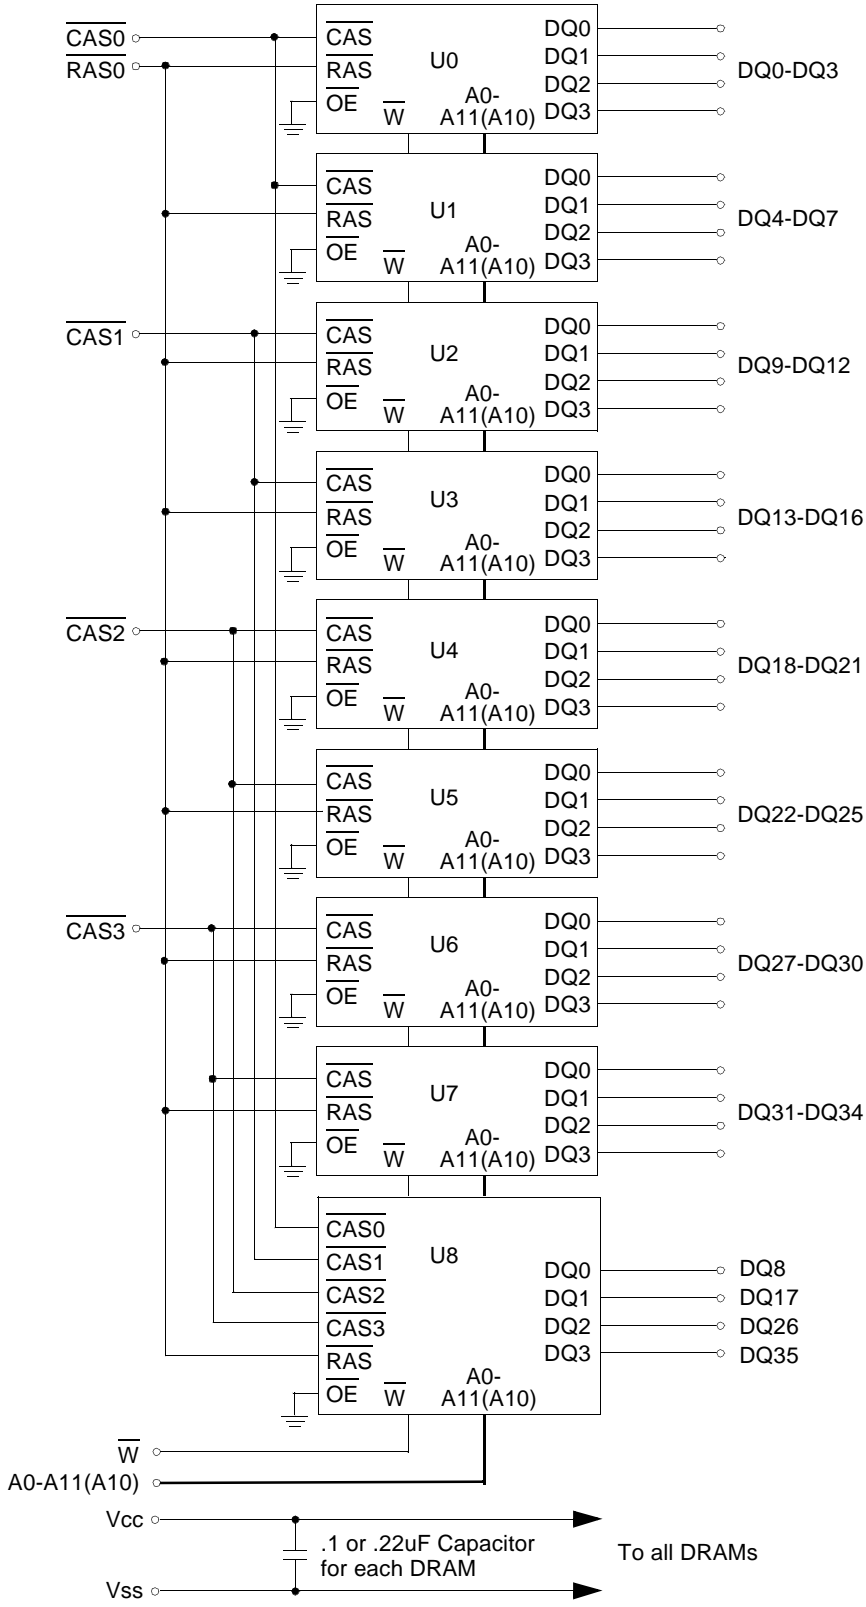 CAS0
RAS0
CAS
RAS
OE
W
U0
A0-
A11(A10)
DQ0
DQ1
DQ2
DQ3
DQ0-DQ3
CAS
RAS
OE
W
U1
A0-
A11(A10)
DQ0
DQ1
DQ2
DQ3
DQ4-DQ7
CAS1
CAS
RAS
OE
W
U2
A0-
A11(A10)
DQ0
DQ1
DQ2
DQ3
DQ9-DQ12
CAS
RAS
OE
W
U3
A0-
A11(A10)
DQ0
DQ1
DQ2
DQ3
DQ13-DQ16
CAS2
CAS
RAS
OE
W
U4
A0-
A11(A10)
DQ0
DQ1
DQ2
DQ3
DQ18-DQ21
CAS
RAS
OE
W
U5
A0-
A11(A10)
DQ0
DQ1
DQ2
DQ3
DQ22-DQ25
CAS3
CAS
RAS
OE
W
U6
A0-
A11(A10)
DQ0
DQ1
DQ2
DQ3
DQ27-DQ30
CAS
RAS
OE
W
U7
A0-
A11(A10)
DQ0
DQ1
DQ2
DQ3
DQ31-DQ34
CAS0
CAS1
CAS2
CAS3
RAS
OE
W
U8
A0-
A11(A10)
DQ0
DQ1
DQ2
DQ3
DQ8
DQ17
DQ26
DQ35
W
A0-A11(A10)
Vcc
.1 or .22uF Capacitor
for each DRAM
To all DRAMs
Vss